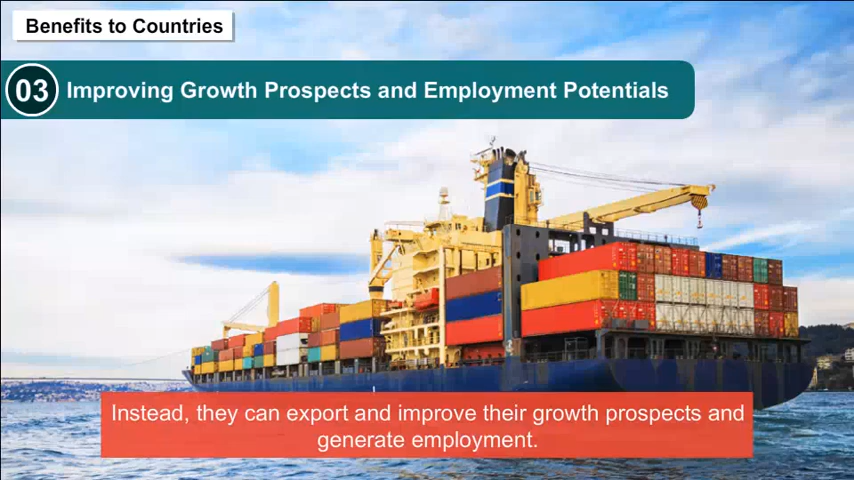 Benefits to Countries
03 Improving Growth Prospects and Employment Potentials
Instead, they can export and improve their growth prospects and
generate employment.